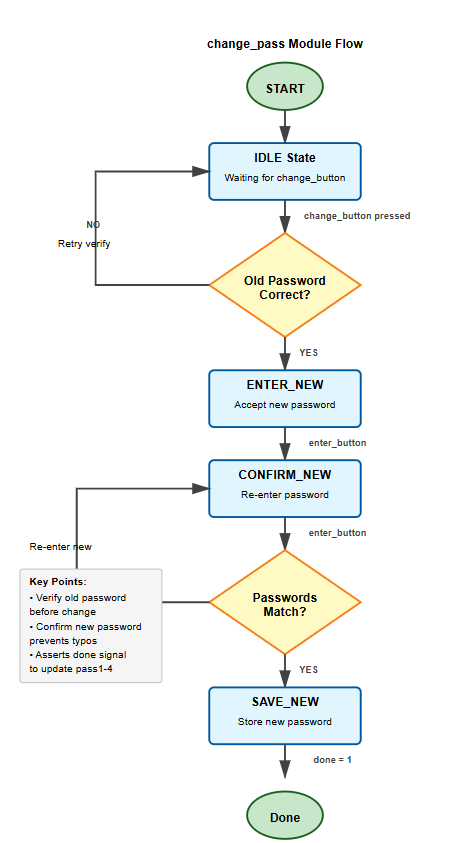 change_pass Module Flow
START
IDLE State
Waiting for change_button
change_button pressed
NO
Retry verify
Old Password
Correct?
YES
ENTER_NEW
Accept new password
enter_button
CONFIRM_NEW
Re-enter password
enter_button
Re-enter new
Key Points:
• Verify old password
before change
• Confirm new password
prevents typos
• Asserts done signal
to update pass1-4
Passwords
Match?
YES
SAVE_NEW
Store new password
done = 1
Done